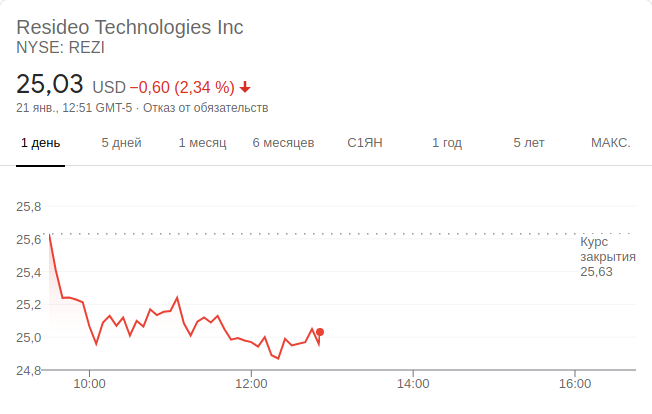 Resideo Technologies Inc
NYSE: REZI
25,03 USD −0,60 (2,34 %)
21 янв., 12:51 GMT-5 · Отказ от обязательств
1 день 5 дней 1 месяц 6 месяцев С1ЯН 1 год 5 лет МАКС.
25,8
25,6
Курс
закрытия
25,63
25,4
25,2
25,0
24,8
10:00 12:00 14:00 16:00